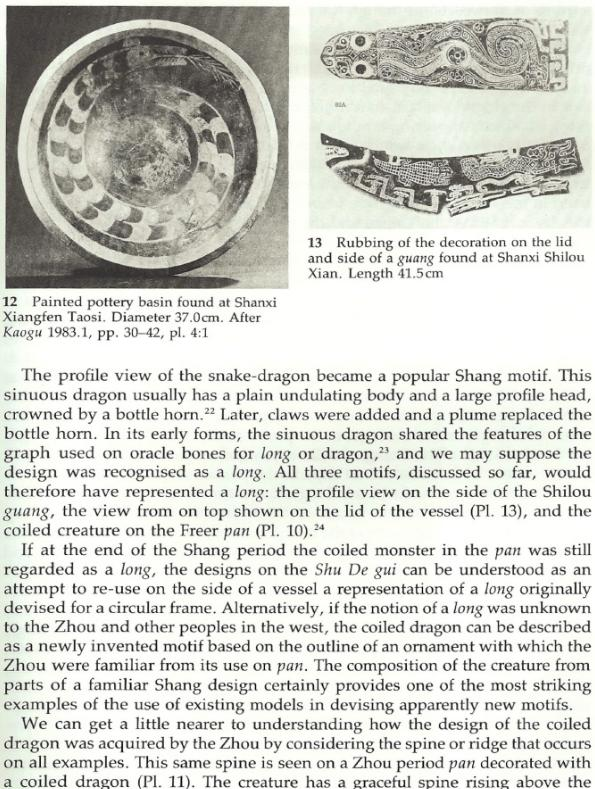 82A
13 Rubbing of the decoration on the lid
and side of a guang found at Shanxi Shilou
Xian. Length 41.5cm
12 Painted pottery basin found at Shanxi
Xiangfen Taosi. Diameter 37.0cm. After
Kaogu 1983.1, pp. 30–42, pl. 4:1
The profile view of the snake-dragon became a popular Shang motif. This
sinuous dragon usually has a plain undulating body and a large profile head,
crowned by a bottle horn.22 Later, claws were added and a plume replaced the
bottle horn. In its early forms, the sinuous dragon shared the features of the
graph used on oracle bones for long or dragon,23 and we may suppose the
design was recognised as a long. All three motifs, discussed so far, would
therefore have represented a long: the profile view on the side of the Shilou
guang, the view from on top shown on the lid of the vessel (Pl. 13), and the
coiled creature on the Freer pan (Pl. 10).24
If at the end of the Shang period the coiled monster in the pan was still
regarded as a long, the designs on the Shu De gui can be understood as an
attempt to re-use on the side of a vessel a representation of a long originally
devised for a circular frame. Alternatively, if the notion of a long was unknown
to the Zhou and other peoples in the west, the coiled dragon can be described
as a newly invented motif based on the outline of an ornament with which the
Zhou were familiar from its use on pan. The composition of the creature from
parts of a familiar Shang design certainly provides one of the most striking
examples of the use of existing models in devising apparently new motifs.
We can get a little nearer to understanding how the design of the coiled
dragon was acquired by the Zhou by considering the spine or ridge that occurs
on all examples. This same spine is seen on a Zhou period pan decorated with
a coiled dragon (Pl. 11). The creature has a graceful spine rising above the